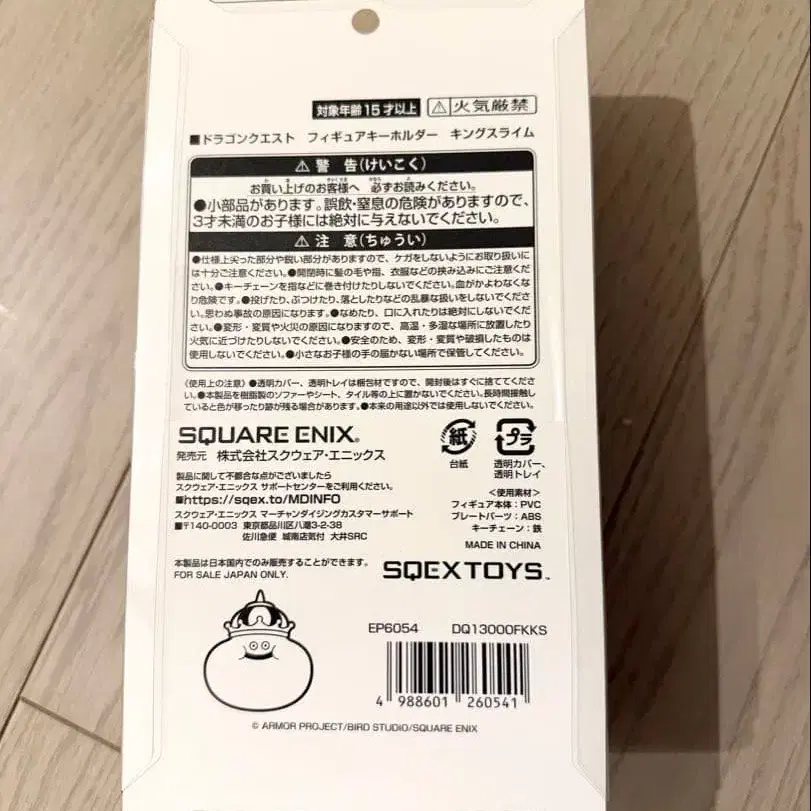 対象年齢15才以上 ⚠火気厳禁
■ドラゴンクエスト フィギュアキーホルダー キングスライム
⚠警 告(けいこく)
お買い上げのお客様へ 必ずお読みください。
●小部品があります。誤飲・窒息の危険がありますので、
3才未満のお子様には絶対に与えないでください。
⚠注 意(ちゅうい)
●仕様上尖った部分や鋭い部分がありますので、ケガをしないようにお取り扱いに
は十分ご注意ください。●開閉時に髪の毛や指、衣服などの挟み込みにご注意くださ
い。●キーチェーンを指などに巻き付けたりしないでください。血がかよわなくな
り危険です。●投げたり、ぶつけたり、落としたりなどの乱暴な扱いをしないでくださ
い。思わぬ事故の原因になります。●なめたり、口に入れたりは絶対にしないでくださ
い。●変形・変質や火災の原因になりますので、高温・多湿な場所に放置したり
火気に近づけたりしないでください。●安全のため、変形・変質や破損したものは
使用しないでください。●小さなお子様の手の届かない場所で保管してください。
〈使用上の注意〉●透明カバー、透明トレイは梱包材ですので、開封後はすぐに捨ててくださ
い。●本製品を樹脂製のソファーやシート、タイル等の上に置かないでください。長時間接触し
ていると色が移ったり跡が残る場合があります。●本来の用途以外では使用しないでください。
SQUARE ENIX®
発売元 株式会社スクウェア・エニックス
製品に関して不都合な点がございましたら
スクウェア・エニックス サポートセンターをご利用ください。
■https://sqex.to/MDINFO
スクウェア・エニックス マーチャンダイジングカスタマーサポート
■〒140-0003 東京都品川区八潮3-2-38
佐川急便 城南店気付 大井SRC
紙
台紙
プラ
透明カバー、
透明トレイ
<使用素材>
フィギュア本体:PVC
プレートパーツ:ABS
キーチェーン:鉄
MADE IN CHINA
本製品は日本国内でのみ販売することができます。
FOR SALE JAPAN ONLY.
SQEXTOYS™
EP6054 DQ13000FKKS
4 988601 260541
© ARMOR PROJECT/BIRD STUDIO/SQUARE ENIX